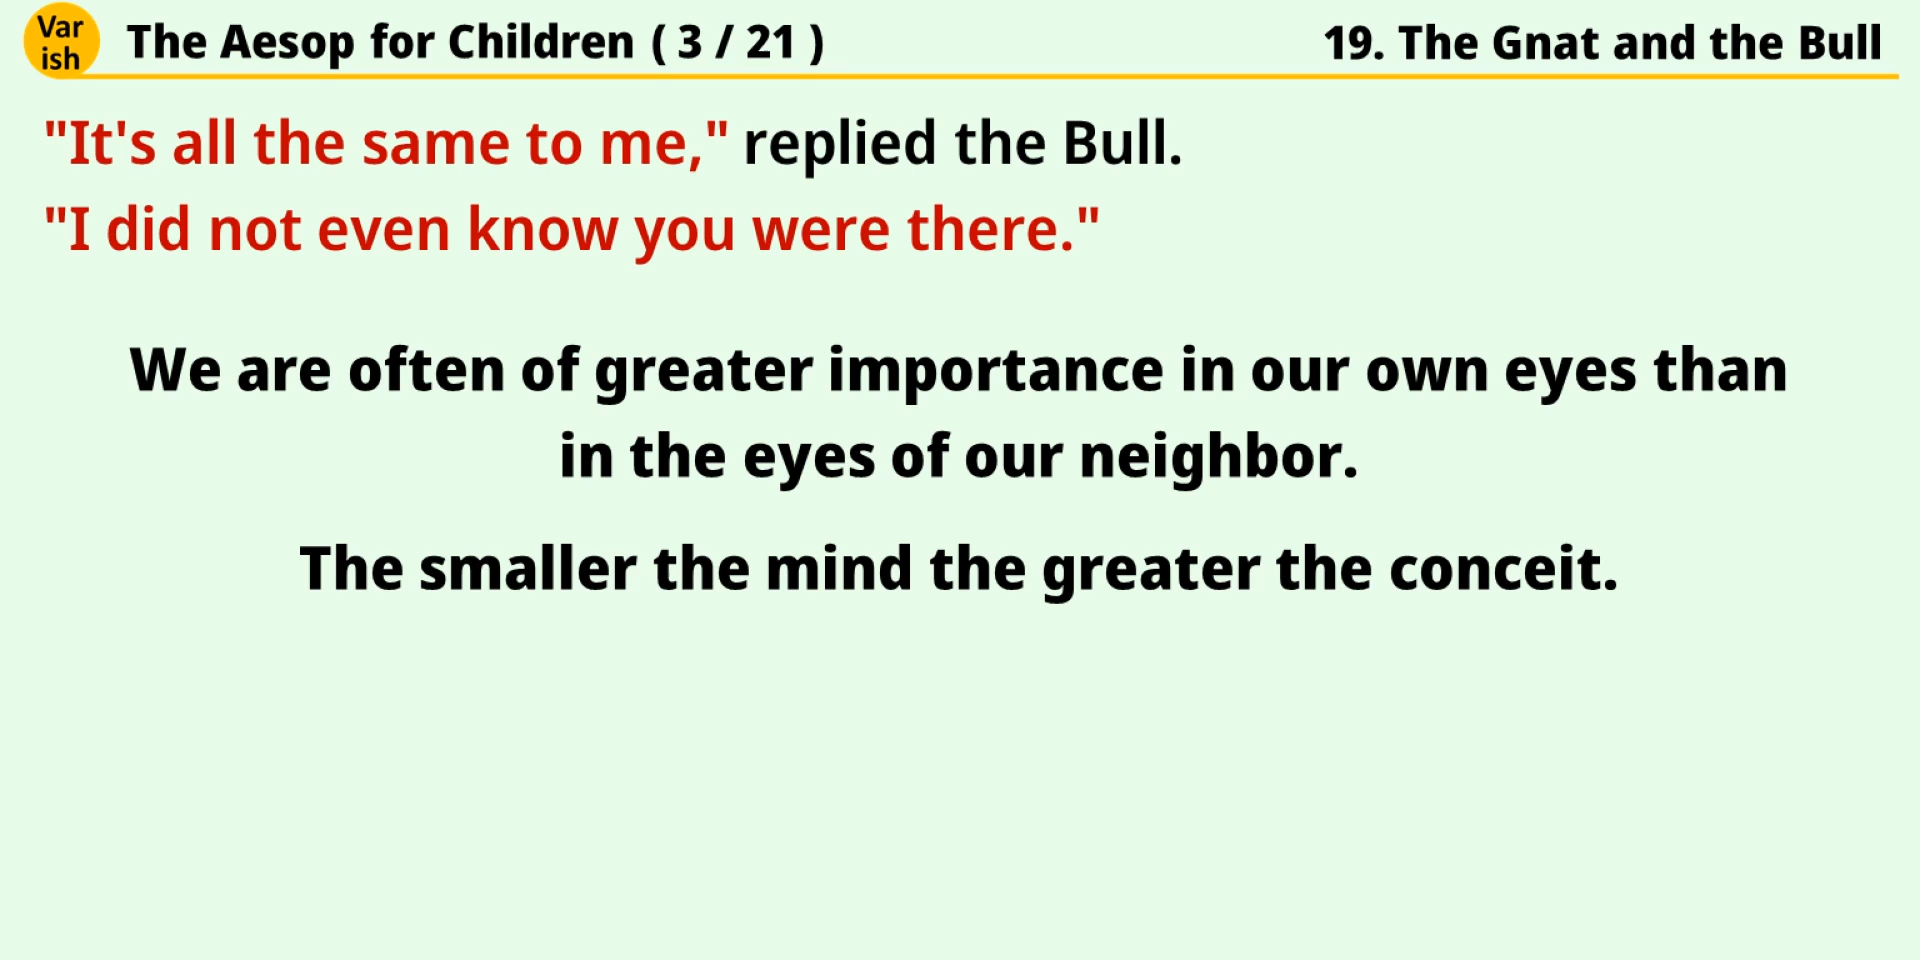 Var
ish
The Aesop for Children ( 3 / 21 )
19. The Gnat and the Bull
"It's all the same to me," replied the Bull.
"I did not even know you were there."
We are often of greater importance in our own eyes than
in the eyes of our neighbor.
The smaller the mind the greater the conceit.